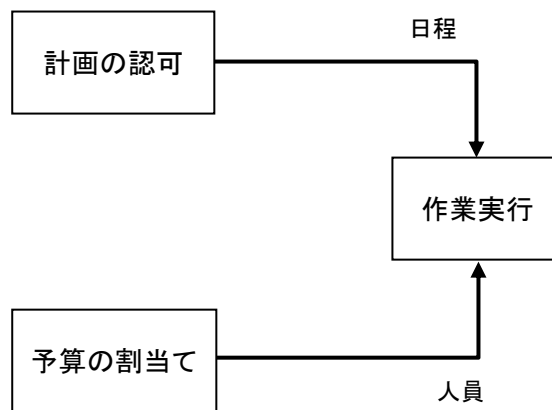 日程
計画の認可
作業実行
予算の割当て
人員